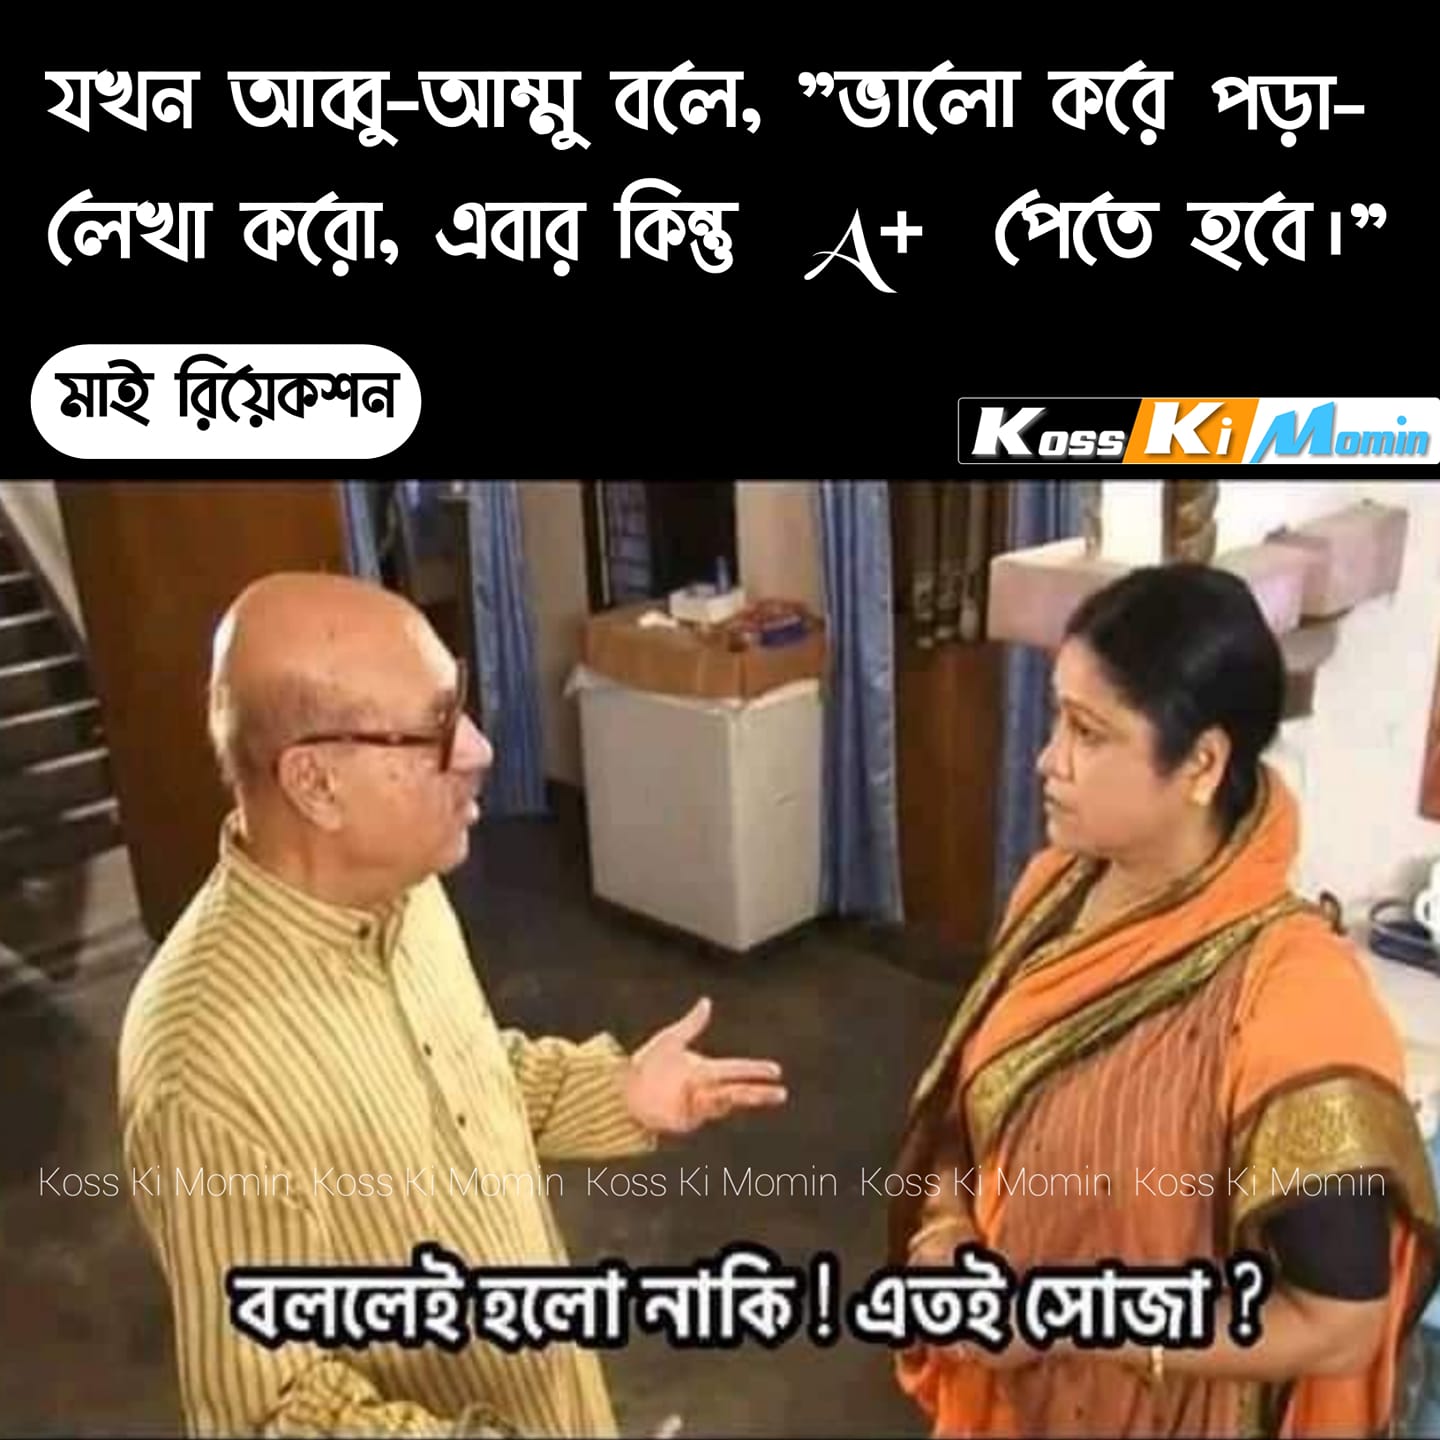 যখন আব্বু-আম্মু বলে, ”ভালো করে পড়া-
লেখা করো, এবার কিন্তু A+ পেতে হবে।”
মাই রিয়েকশন
Koss Ki Momin
Koss Ki Momin Koss Ki Momin Koss Ki Momin Koss Ki Momin Koss Ki Momin
বললেই হলো নাকি ! এতই সোজা ?